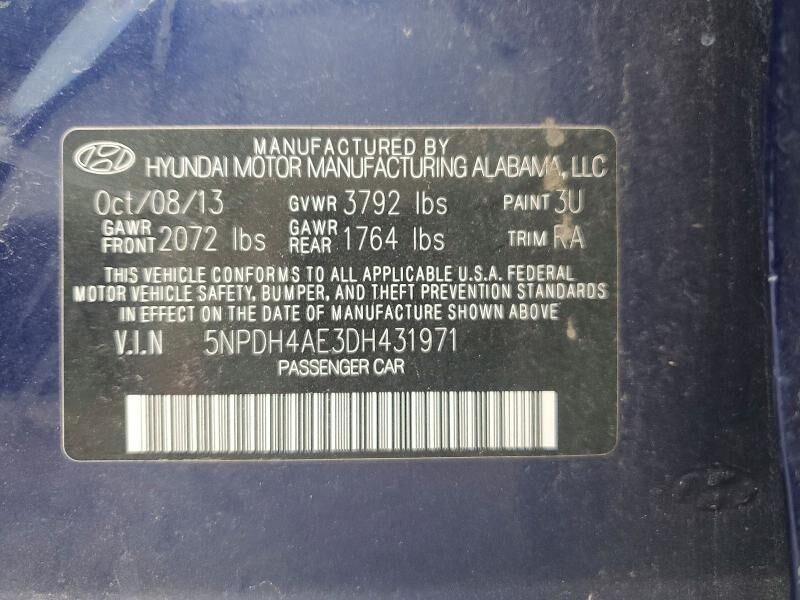 MANUFACTURED BY
HYUNDAI MOTOR MANUFACTURING ALABAMA, LLC
Oct/08/13 GVWR 3792 lbs PAINT 3U
GAWR FRONT 2072 lbs GAWR REAR 1764 lbs TRIM RA
THIS VEHICLE CONFORMS TO ALL APPLICABLE U.S.A. FEDERAL
MOTOR VEHICLE SAFETY, BUMPER, AND THEFT PREVENTION STANDARDS
IN EFFECT ON THE DATE OF MANUFACTURE SHOWN ABOVE
V.I.N 5NPDH4AE3DH431971
PASSENGER CAR